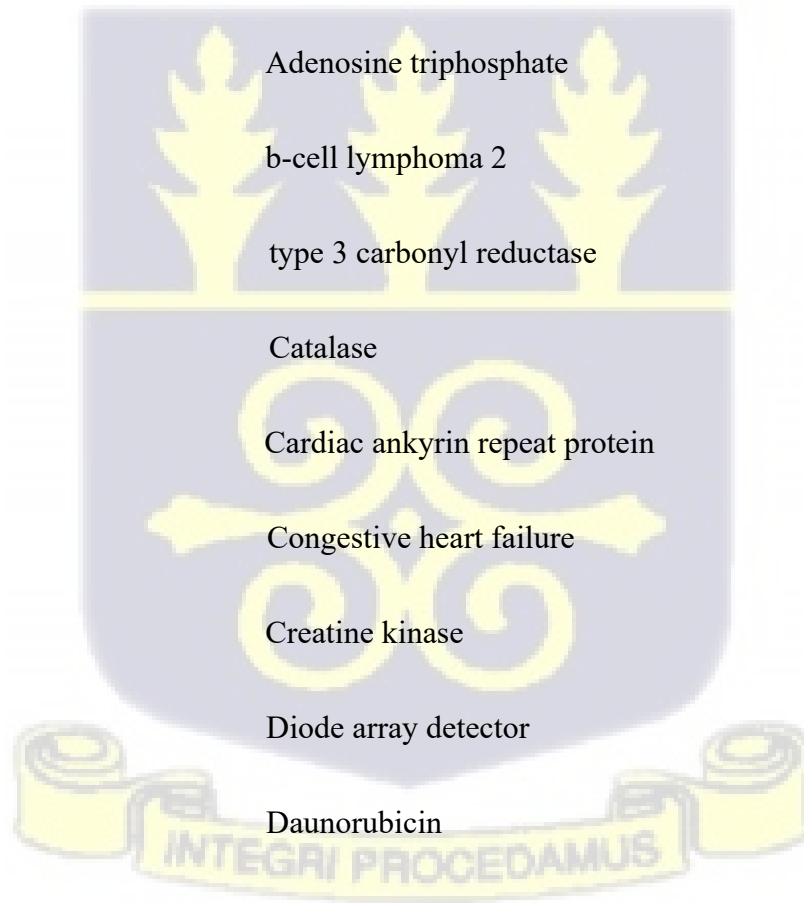 Adenosine triphosphate
b-cell lymphoma 2
type 3 carbonyl reductase
Catalase
Cardiac ankyrin repeat protein
Congestive heart failure
Creatine kinase
Diode array detector
Daunorubicin
INTEGRI PROCEDAMUS